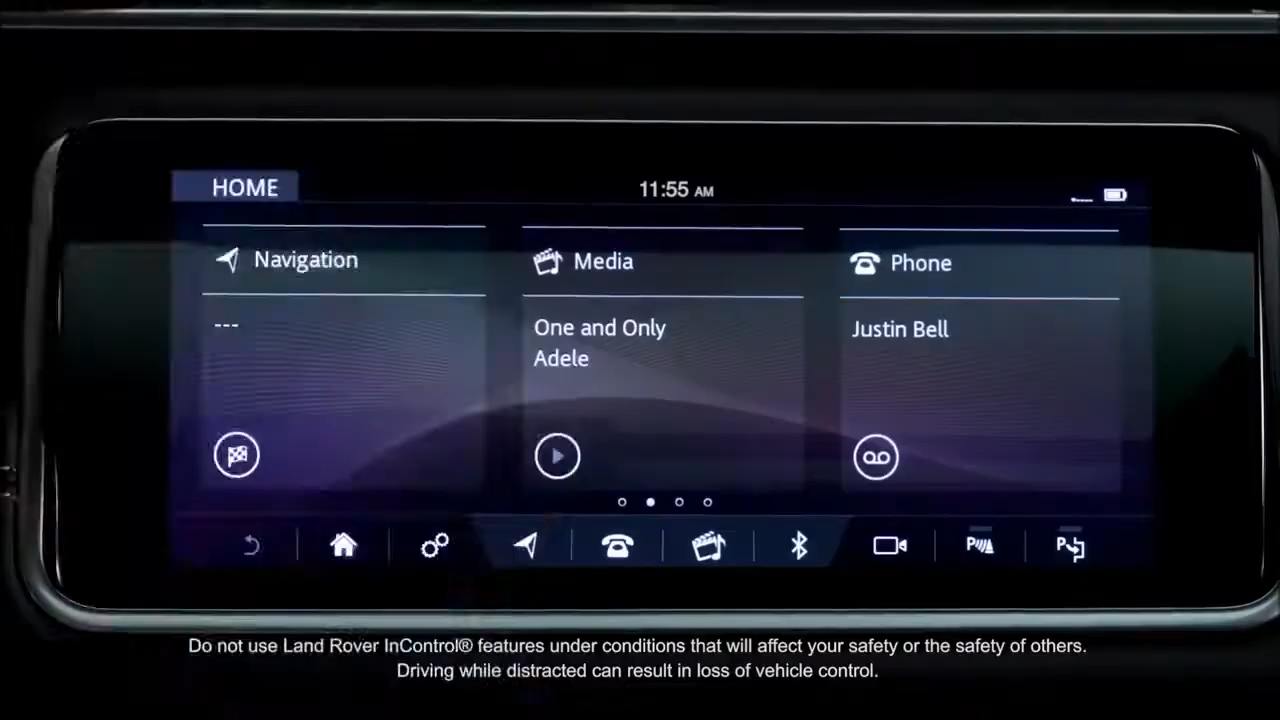 HOME
11:55 AM
Navigation
Media
Phone
---
One and Only
Adele
Justin Bell
Do not use Land Rover InControl® features under conditions that will affect your safety or the safety of others.
Driving while distracted can result in loss of vehicle control.